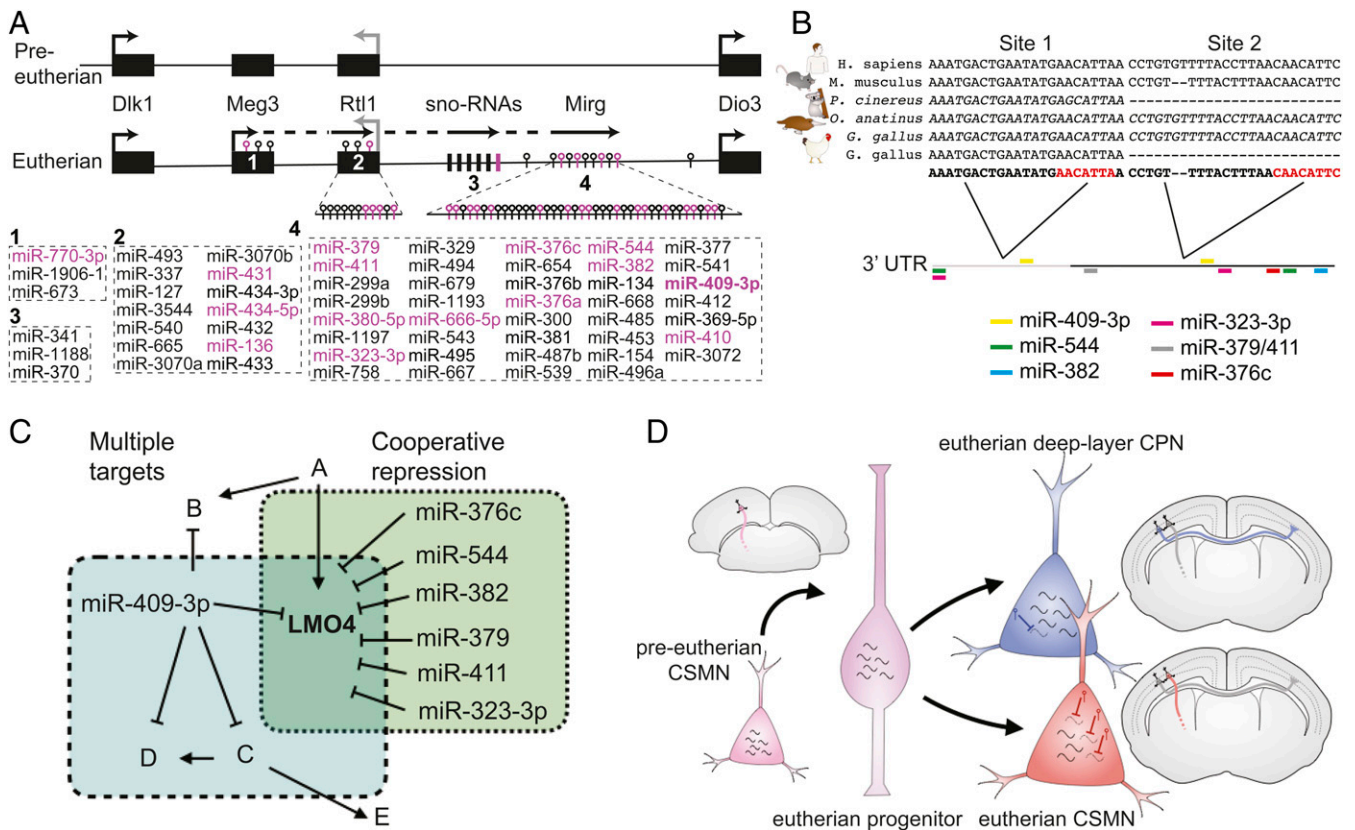 A
Pre-
eutherian
Dlk1 Meg3 Rtl1 sno-RNAs Mirg Dio3
Eutherian
1 2 3 4
1
miR-770-3p
miR-1906-1
miR-673
3
miR-341
miR-1188
miR-370
2
miR-493 miR-3070b
miR-337 miR-431
miR-127 miR-434-3p
miR-3544 miR-434-5p
miR-540 miR-432
miR-665 miR-136
miR-3070a miR-433
4
miR-379 miR-329 miR-376c miR-544 miR-377
miR-411 miR-494 miR-654 miR-382 miR-541
miR-299a miR-679 miR-376b miR-134 miR-409-3p
miR-299b miR-1193 miR-376a miR-668 miR-412
miR-380-5p miR-666-5p miR-300 miR-485 miR-369-5p
miR-1197 miR-543 miR-381 miR-453 miR-410
miR-323-3p miR-495 miR-487b miR-154 miR-3072
miR-758 miR-667 miR-539 miR-496a
B
Site 1 Site 2
H. sapiens AAATGACTGAATATGAACATTAA CCTGTGTTTTACCTTAACAACATTC
M. musculus AAATGACTGAATATGAACATTAA CCTGT--TTTACTTTAACAACATTC
P. cinereus AAATGACTGAATATGAGCATTAA -------------------------
O. anatinus AAATGACTGAATATGAACATTAA CCTGTGTTTTACCTTAACAACATTC
G. gallus AAATGACTGAATATGAACATTAA CCTGTGTTTTACCTTAACAACATTC
G. gallus AAATGACTGAATATGAACATTAA -------------------------
AAATGACTGAATATGAACATTAA CCTGT--TTTACTTTAACAACATTC
3' UTR
miR-409-3p miR-323-3p
miR-544 miR-379/411
miR-382 miR-376c
C
Multiple
targets
Cooperative
repression
A
B
miR-376c
miR-544
miR-409-3p
miR-382
LMO4
miR-379
miR-411
miR-323-3p
D
C
E
D
eutherian deep-layer CPN
pre-eutherian
CSMN
eutherian progenitor
eutherian CSMN